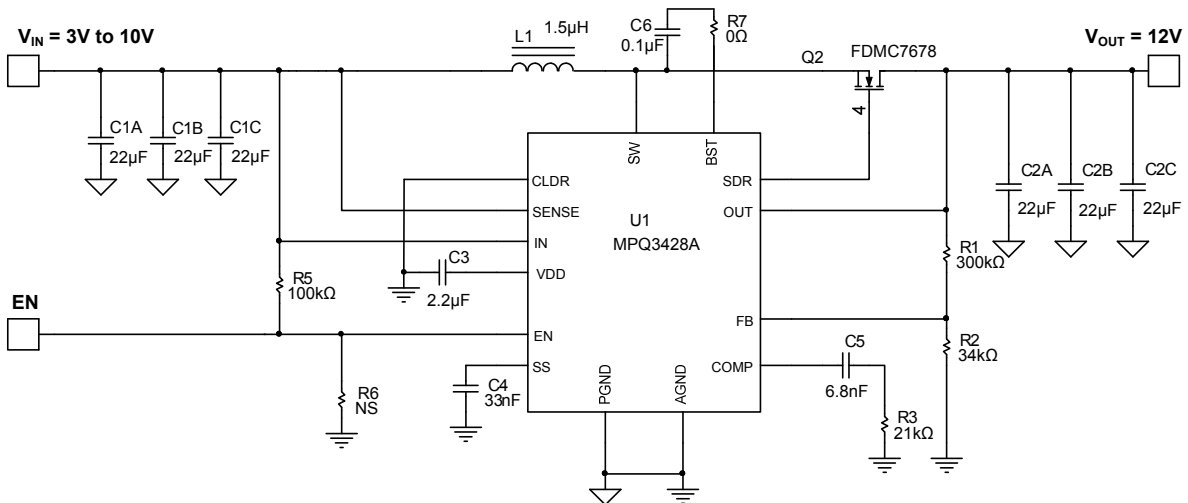 V_IN = 3V to 10V
L1 1.5µH
C6
0.1µF
R7
0Ω
Q2 FDMC7678
V_OUT = 12V
4
C1A
22µF
C1B
22µF
C1C
22µF
SW
BST
CLDR
SENSE
IN
VDD
EN
SS
U1
MPQ3428A
SDR
OUT
FB
COMP
PGND
AGND
C2A
22µF
C2B
22µF
C2C
22µF
C3
2.2µF
R5
100kΩ
R1
300kΩ
EN
R2
34kΩ
C5
6.8nF
C4
33nF
R6
NS
R3
21kΩ